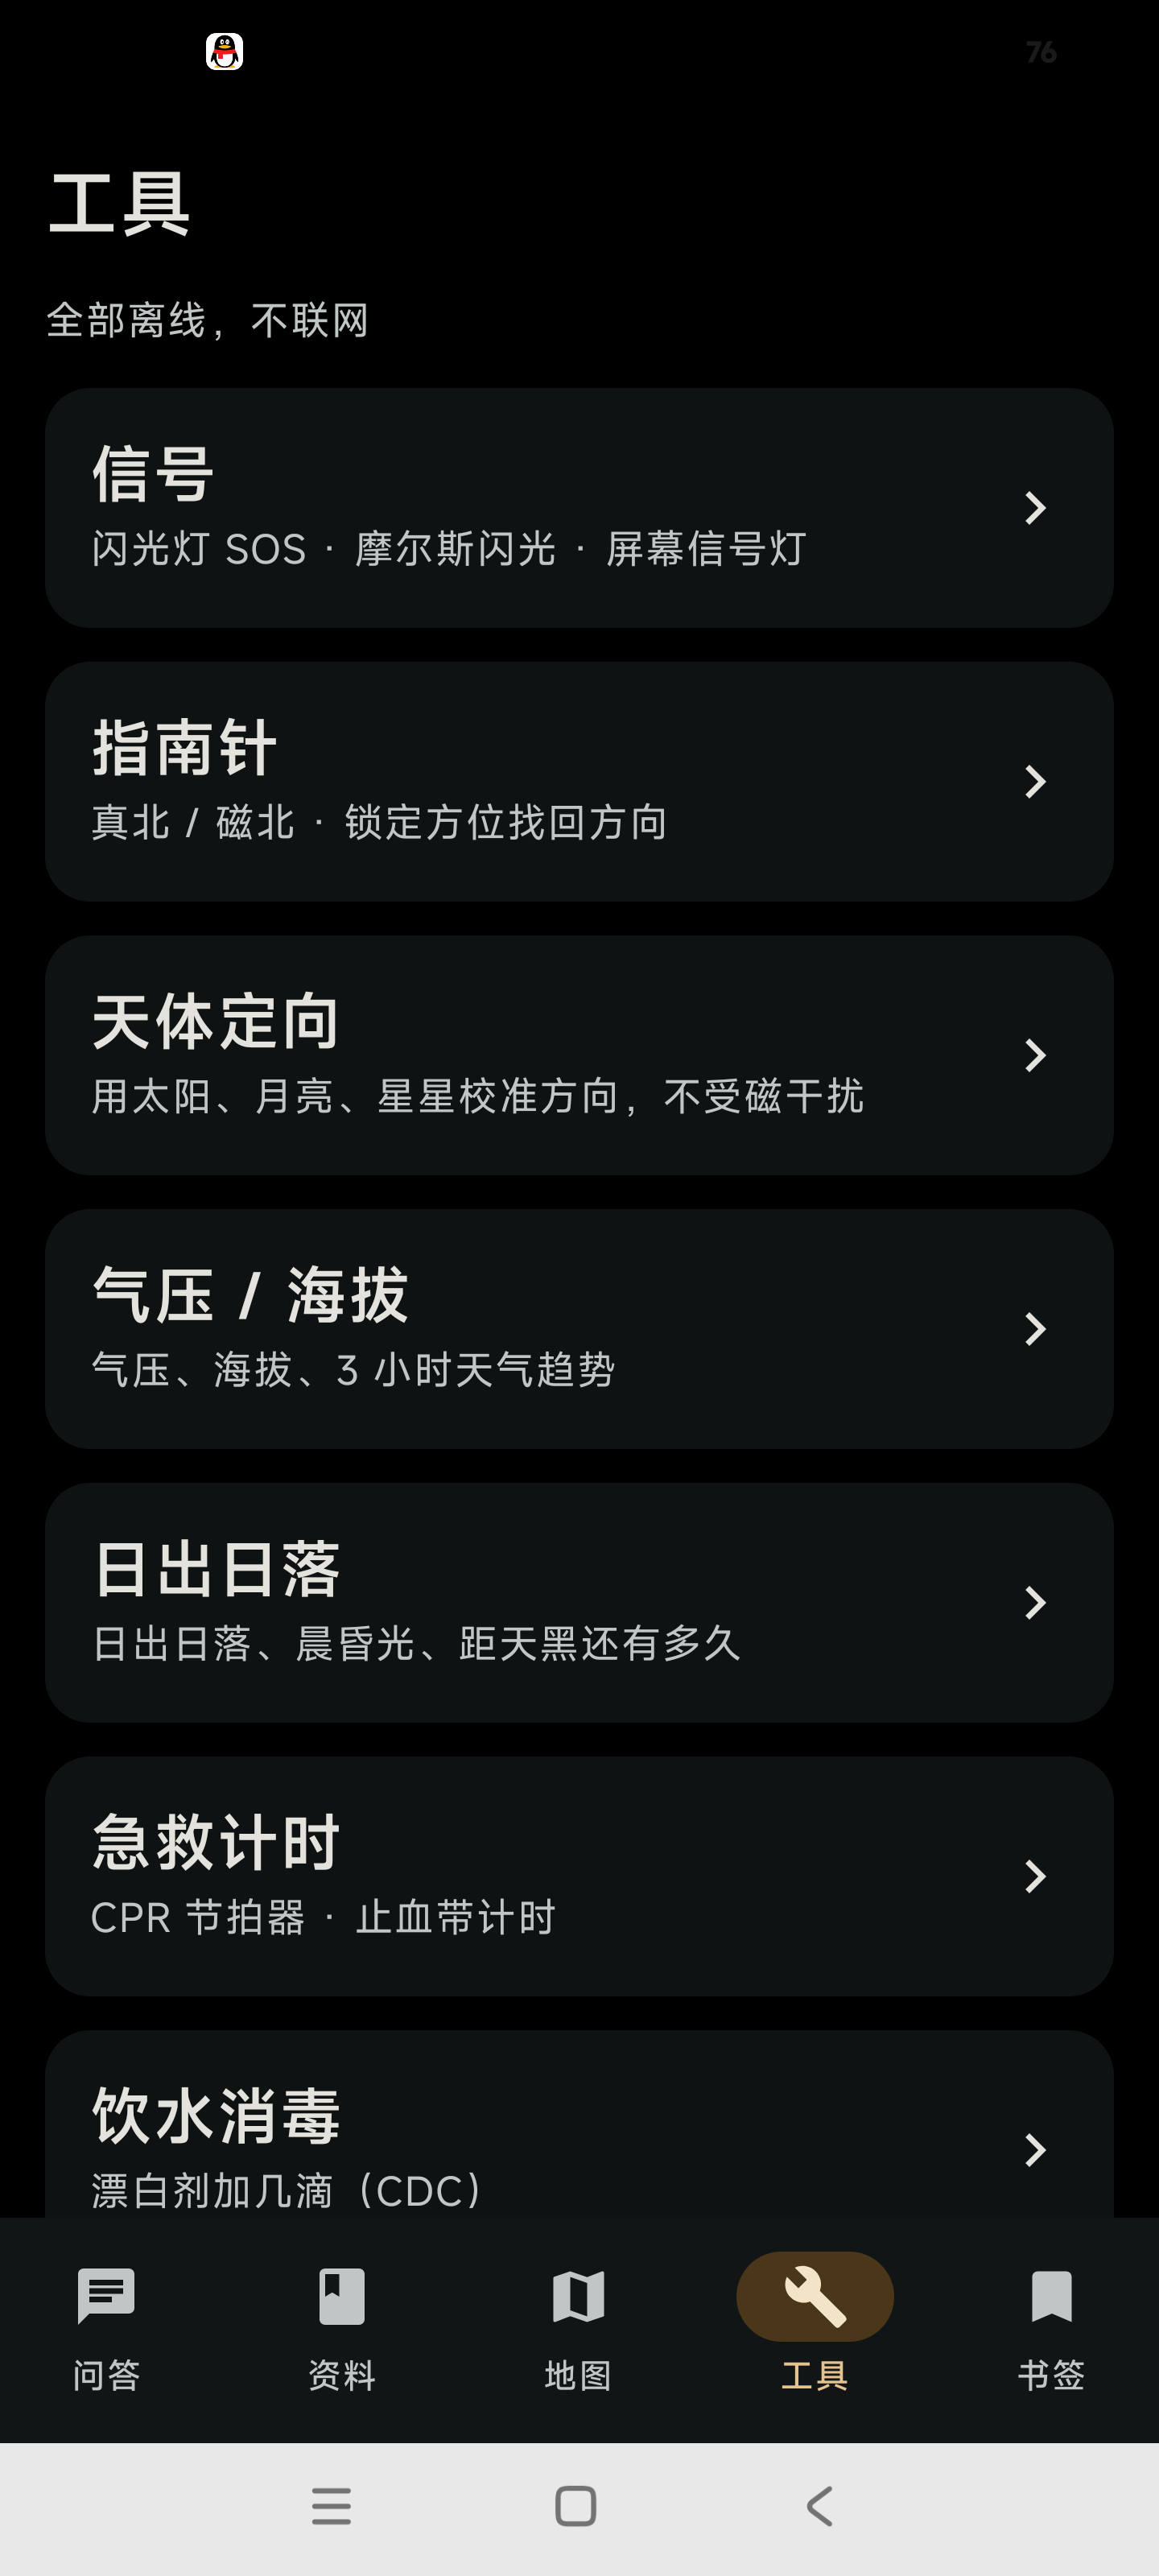 76
工具
全部离线，不联网
信号
闪光灯 SOS · 摩尔斯闪光 · 屏幕信号灯
指南针
真北 / 磁北 · 锁定方位找回方向
天体定向
用太阳、月亮、星星校准方向，不受磁干扰
气压 / 海拔
气压、海拔、3 小时天气趋势
日出日落
日出日落、晨昏光、距天黑还有多久
急救计时
CPR 节拍器 · 止血带计时
饮水消毒
漂白剂加几滴（CDC）
问答
资料
地图
工具
书签